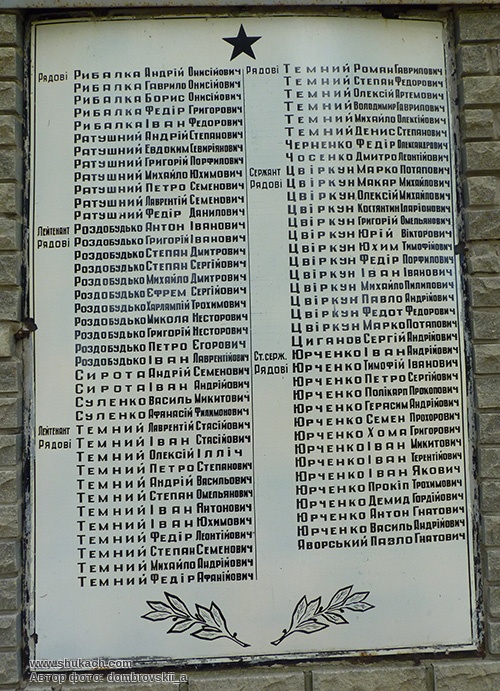 Рядові Рибалка Андрій Онисійович
Рибалка Гаврило Онисійович
Рибалка Борис Онисійович
Рибалка Федір Григорович
Рибалка Іван Федорович
Ратушний Андрій Степанович
Ратушний Евдоким Севиріянович
Ратушний Григорій Порфилович
Ратушний Михайло Юхимович
Ратушний Петро Семенович
Ратушний Лаврентій Семенович
Ратушний Федір Данилович
Лейтенант Роздобудько Антон Іванович
Рядові Роздобудько Григорій Іванович
Роздобудько Степан Дмитрович
Роздобудько Степан Сергійович
Роздобудько Михайло Дмитрович
Роздобудько Єфрем Сергійович
Роздобудько Харлампій Трохимович
Роздобудько Микола Несторович
Роздобудько Григорій Несторович
Роздобудько Петро Єгорович
Роздобудько Іван Лаврентійович
Сирота Андрій Семенович
Сирота Іван Андрійович
Суленко Василь Микитович
Суленко Афанасій Филимонович
Лейтенант Темний Лаврентій Стасійович
Рядові Темний Іван Стасійович
Темний Олексій Ілліч
Темний Петро Степанович
Темний Андрій Васильович
Темний Степан Омельянович
Темний Іван Антонович
Темний Іван Юхимович
Темний Федір Леонтійович
Темний Степан Семенович
Темний Михайло Андрійович
Темний Федір Афанійович
Рядові Темний Роман Гаврилович
Темний Степан Федорович
Темний Олексій Артемович
Темний Володимир Гаврилович
Темний Михайло Олексійович
Темний Денис Степанович
Черненко Федір Олександрович
Чосенко Дмитро Леонтійович
Сержант Цвіркун Марко Потапович
Рядові Цвіркун Макар Михайлович
Цвіркун Олексій Михайлович
Цвіркун Костянтин Іларіонович
Цвіркун Григорій Омельянович
Цвіркун Юрій Вікторович
Цвіркун Юхим Тимофійович
Цвіркун Федір Порфилович
Цвіркун Іван Іванович
Цвіркун Михайло Пилипович
Цвіркун Павло Андрійович
Цвіркун Федот Федорович
Цвіркун Марко Потапович
Циганов Сергій Андрійович
Ст. серж. Юрченко Іван Андрійович
Рядові Юрченко Тимофій Іванович
Юрченко Петро Сергійович
Юрченко Полікарп Прокопович
Юрченко Герасим Андрійович
Юрченко Семен Прохорович
Юрченко Хома Григорович
Юрченко Іван Микитович
Юрченко Іван Терентійович
Юрченко Іван Якович
Юрченко Прокіп Трохимович
Юрченко Демид Гордійович
Юрченко Антон Гнатович
Юрченко Василь Андрійович
Яворський Павло Гнатович
www.shukach.com
Автор фото: dombrovskii_a